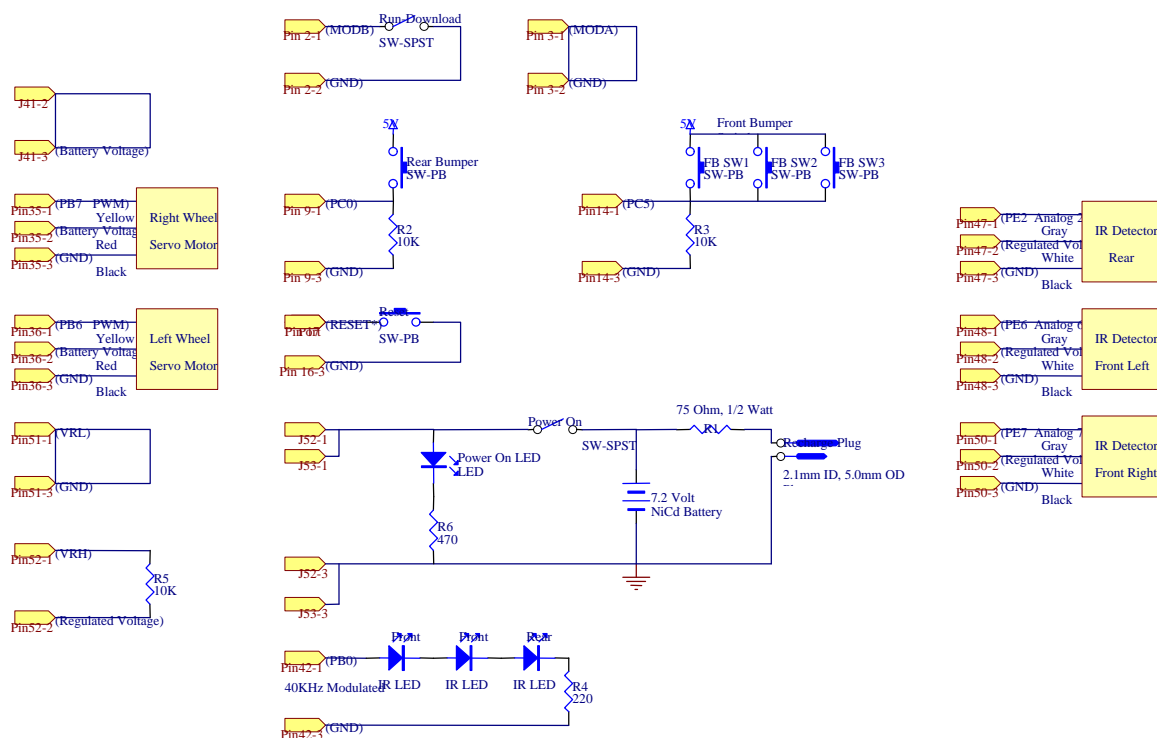 Run-Download
Pin 2-1 (MODB)
SW-SPST
Pin 2-2 (GND)
Pin 3-1 (MODA)
Pin 3-2 (GND)
J41-2
J41-3 (Battery Voltage)
5V
Rear Bumper
SW-PB
Pin 9-1 (PC0)
R2
10K
Pin 9-3 (GND)
5V
Front Bumper
FB SW1
SW-PB
FB SW2
SW-PB
FB SW3
SW-PB
Pin14-1 (PC5)
R3
10K
Pin14-3 (GND)
Pin35-1 (PB7 PWM)
Yellow
Pin35-2 (Battery Voltag
Red
Pin35-3 (GND)
Black
Right Wheel
Servo Motor
Pin36-1 (PB6 PWM)
Yellow
Pin36-2 (Battery Voltag
Red
Pin36-3 (GND)
Black
Left Wheel
Servo Motor
Reset
(RESET*)
SW-PB
Pin 16-3 (GND)
Pin47-1 (PE2 Analog 2
Gray
Pin47-2 (Regulated Vol
White
Pin47-3 (GND)
Black
IR Detector
Rear
Pin48-1 (PE6 Analog 6
Gray
Pin48-2 (Regulated Vol
White
Pin48-3 (GND)
Black
IR Detector
Front Left
Pin50-1 (PE7 Analog 7
Gray
Pin50-2 (Regulated Vol
White
Pin50-3 (GND)
Black
IR Detector
Front Right
Pin51-1 (VRL)
Pin51-3 (GND)
Pin52-1 (VRH)
R5
10K
Pin52-2 (Regulated Voltage)
J52-1
J53-1
Power On
SW-SPST
75 Ohm, 1/2 Watt
R1
Recharge Plug
2.1mm ID, 5.0mm OD
Power On LED
LED
R6
470
7.2 Volt
NiCd Battery
J52-3
J53-3
Front
Front
Rear
Pin42-1 (PB0)
40KHz Modulated
IR LED
IR LED
IR LED
R4
220
Pin42-3 (GND)